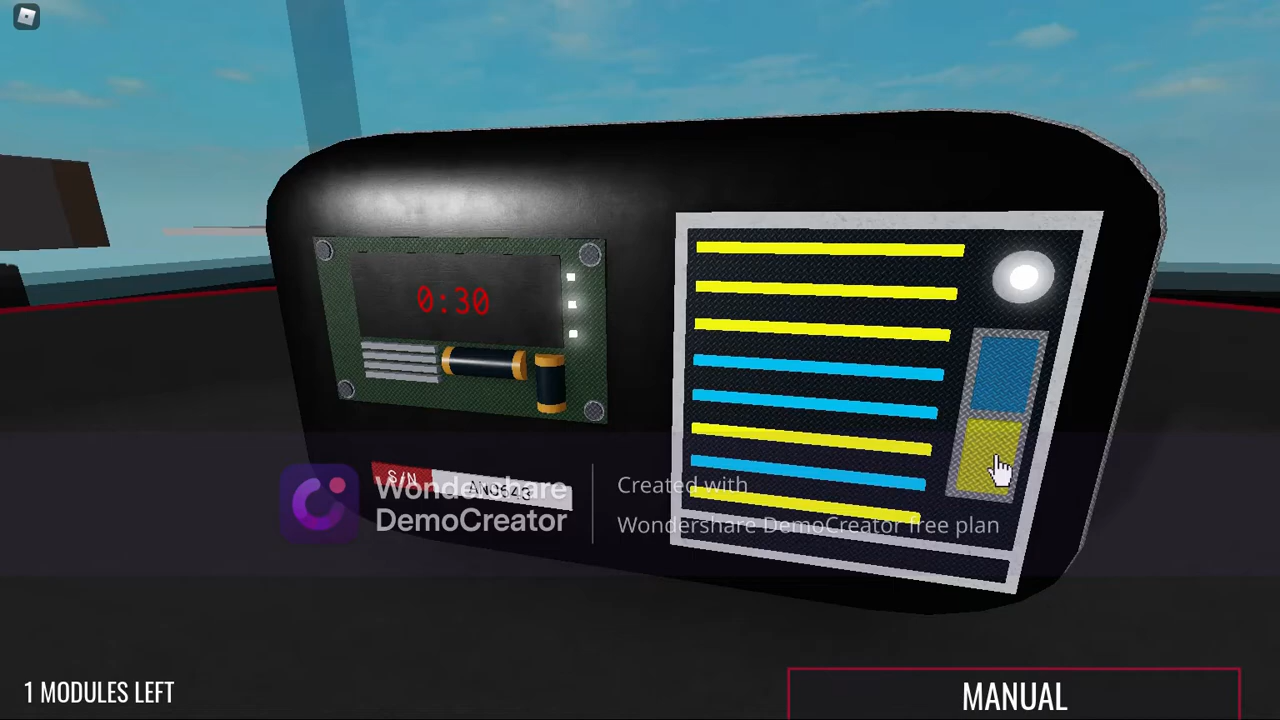 0:30
S/N
Wondershare
DemoCreator
Created with
Wondershare DemoCreator free plan
1 MODULES LEFT
MANUAL